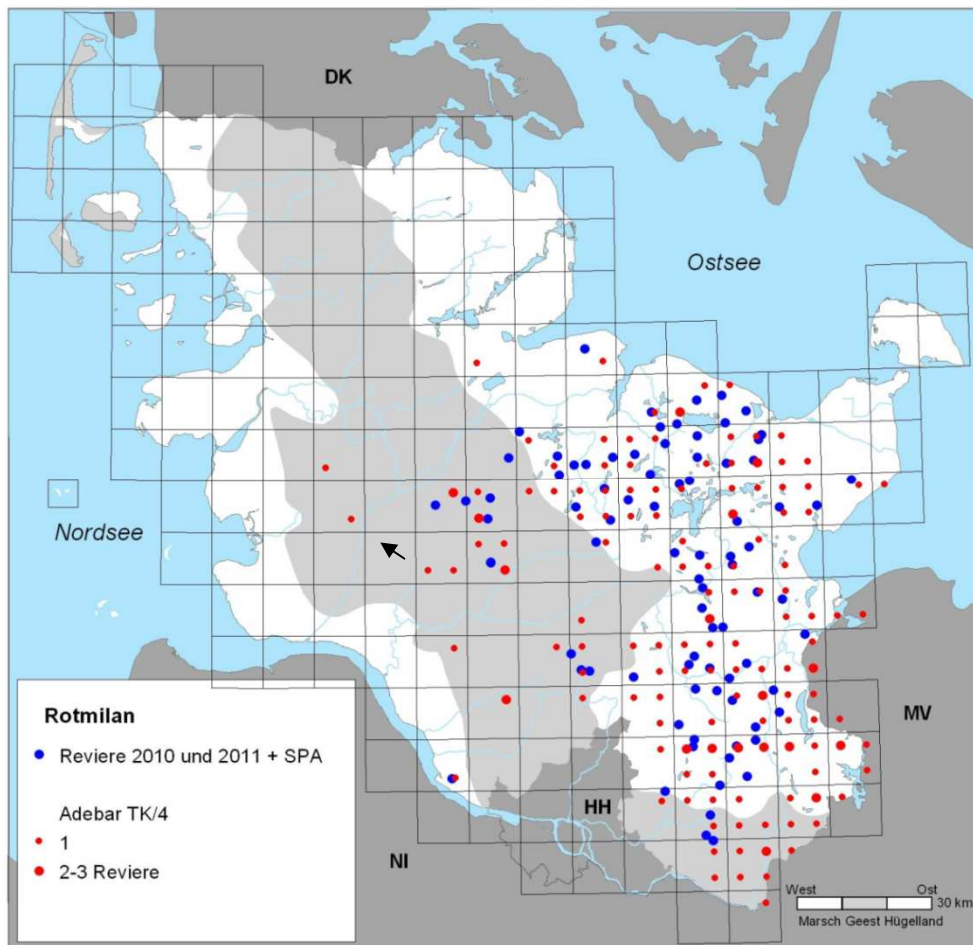 DK
Ostsee
Nordsee
MV
HH
NI
Rotmilan
Reviere 2010 und 2011 + SPA
Adebar TK/4
1
2-3 Reviere
West Ost
30 km
Marsch Geest Hügelland